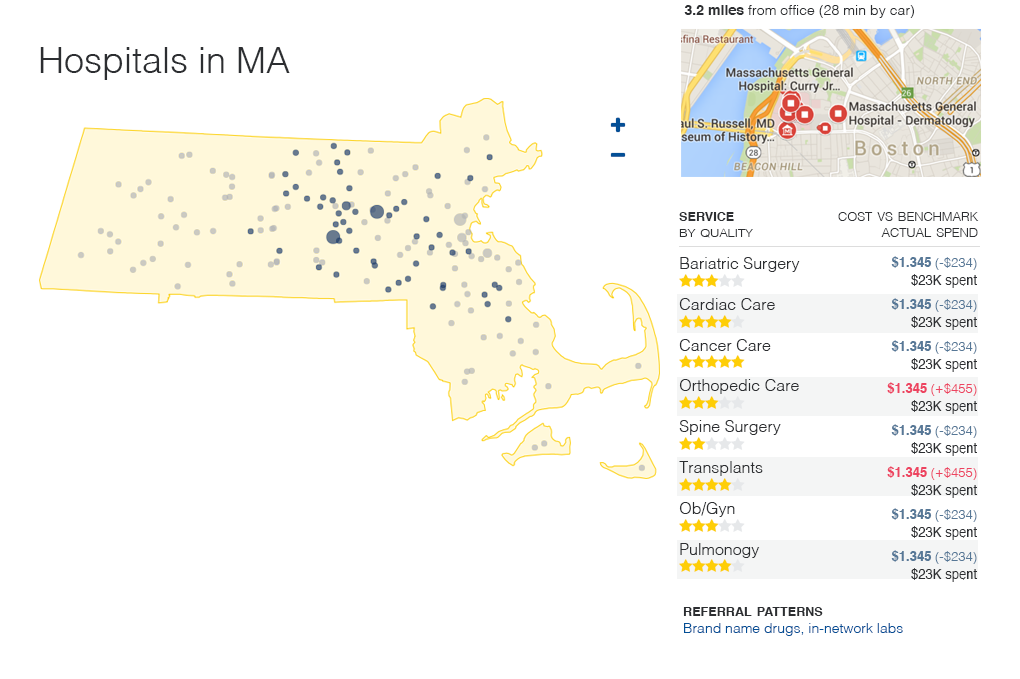 3.2 miles from office (28 min by car)
Hospitals in MA
sfina Restaurant
Massachusetts General
Hospital: Curry Jr...
NORTH END
26
Massachusetts General
Hospital - Dermatology
aul S. Russell, MD
seum of History...
28
Boston
BEACON HILL
1
SERVICE
BY QUALITY
COST VS BENCHMARK
ACTUAL SPEND
Bariatric Surgery
$1.345 (-$234)
$23K spent
Cardiac Care
$1.345 (-$234)
$23K spent
Cancer Care
$1.345 (-$234)
$23K spent
Orthopedic Care
$1.345 (+$455)
$23K spent
Spine Surgery
$1.345 (-$234)
$23K spent
Transplants
$1.345 (+$455)
$23K spent
Ob/Gyn
$1.345 (-$234)
$23K spent
Pulmonogy
$1.345 (-$234)
$23K spent
REFERRAL PATTERNS
Brand name drugs, in-network labs